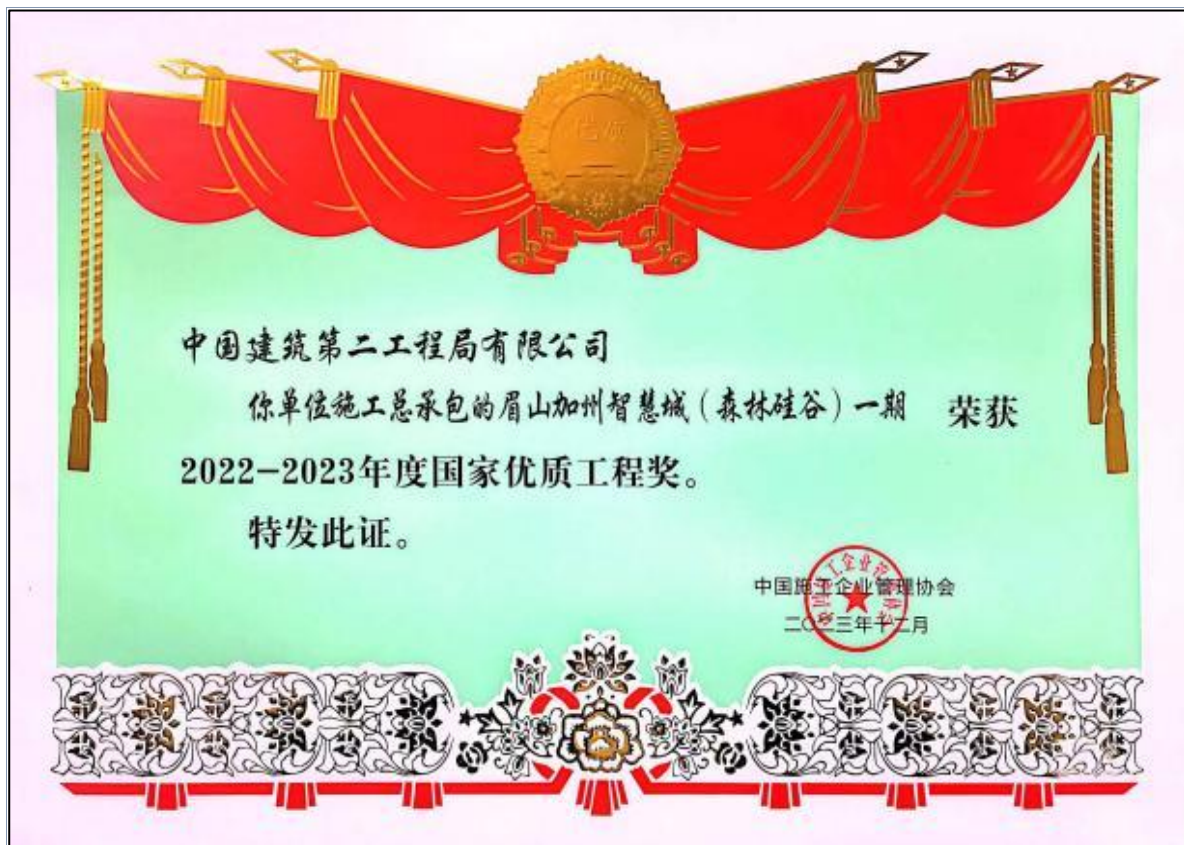 中国建筑第二工程局有限公司
你单位施工总承包的眉山加州智慧城（森林硅谷）一期 荣获
2022-2023年度国家优质工程奖。
特发此证。
中国施工企业管理协会
二〇二三年十二月